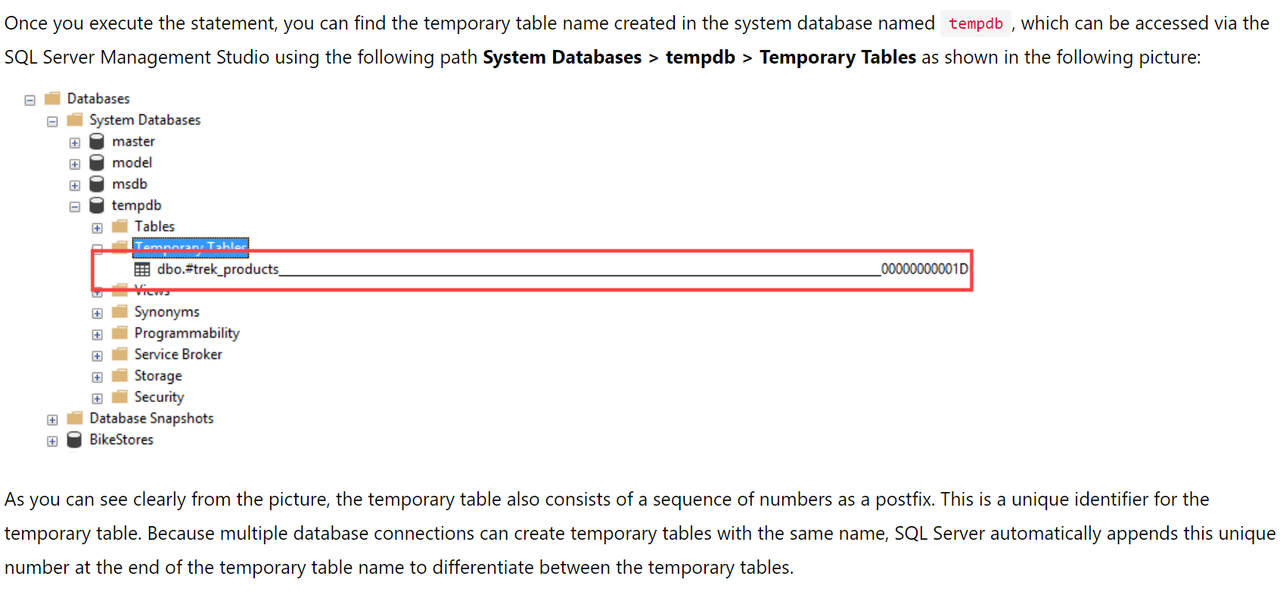 Once you execute the statement, you can find the temporary table name created in the system database named tempdb , which can be accessed via the
SQL Server Management Studio using the following path System Databases > tempdb > Temporary Tables as shown in the following picture:
Databases
System Databases
master
model
msdb
tempdb
Tables
Temporary Tables
dbo.#trek_products____________________________________________________________________________________________________00000000001D
Views
Synonyms
Programmability
Service Broker
Storage
Security
Database Snapshots
BikeStores
As you can see clearly from the picture, the temporary table also consists of a sequence of numbers as a postfix. This is a unique identifier for the
temporary table. Because multiple database connections can create temporary tables with the same name, SQL Server automatically appends this unique
number at the end of the temporary table name to differentiate between the temporary tables.